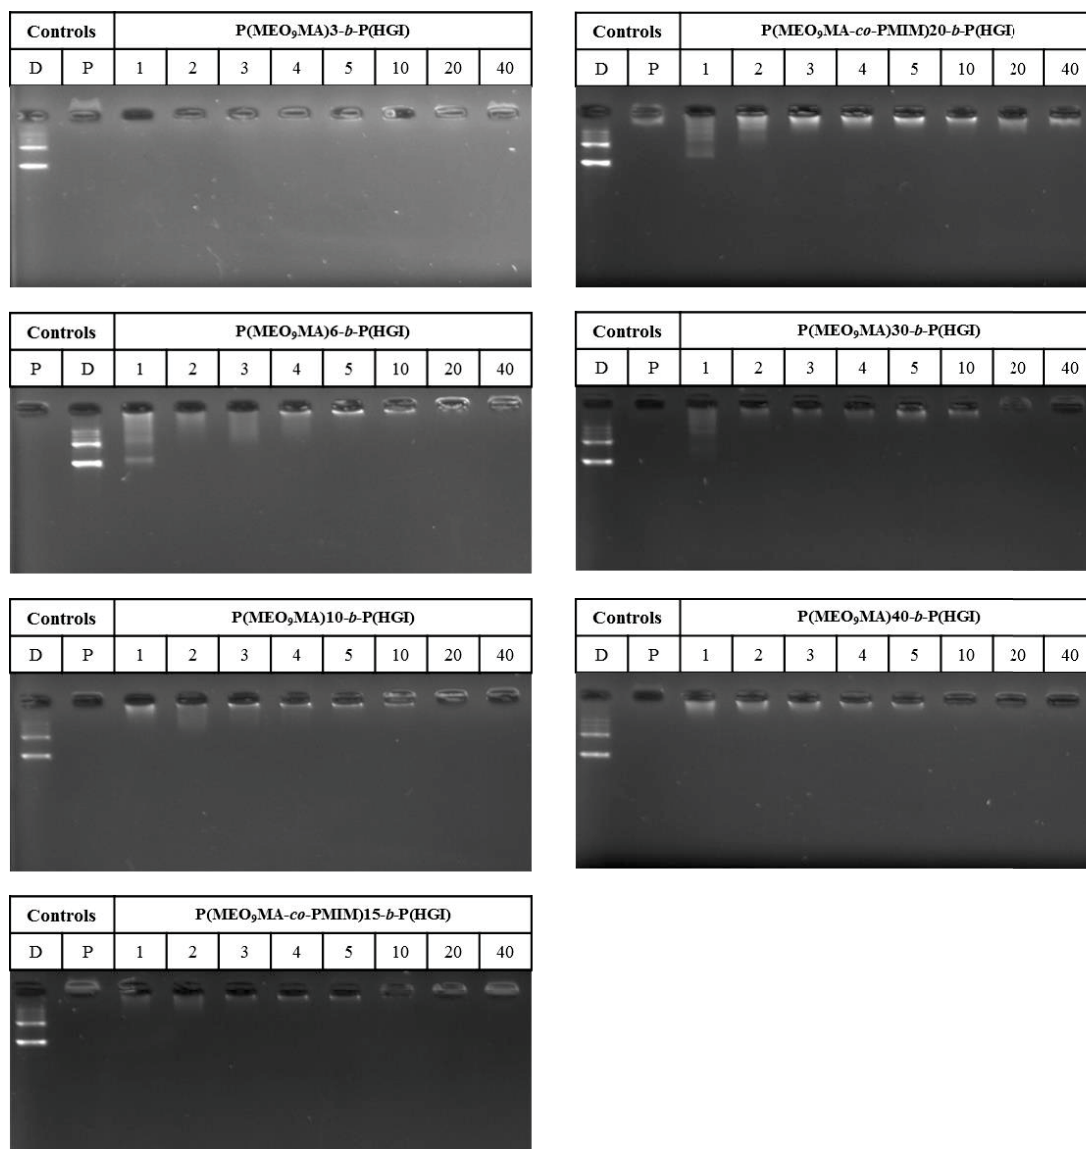 Controls P(MEO₉MA)3-b-P(HGI)
D P 1 2 3 4 5 10 20 40
Controls P(MEO₉MA)6-b-P(HGI)
P D 1 2 3 4 5 10 20 40
Controls P(MEO₉MA)10-b-P(HGI)
D P 1 2 3 4 5 10 20 40
Controls P(MEO₉MA-co-PMIM)15-b-P(HGI)
D P 1 2 3 4 5 10 20 40
Controls P(MEO₉MA-co-PMIM)20-b-P(HGI)
D P 1 2 3 4 5 10 20 40
Controls P(MEO₉MA)30-b-P(HGI)
D P 1 2 3 4 5 10 20 40
Controls P(MEO₉MA)40-b-P(HGI)
D P 1 2 3 4 5 10 20 40